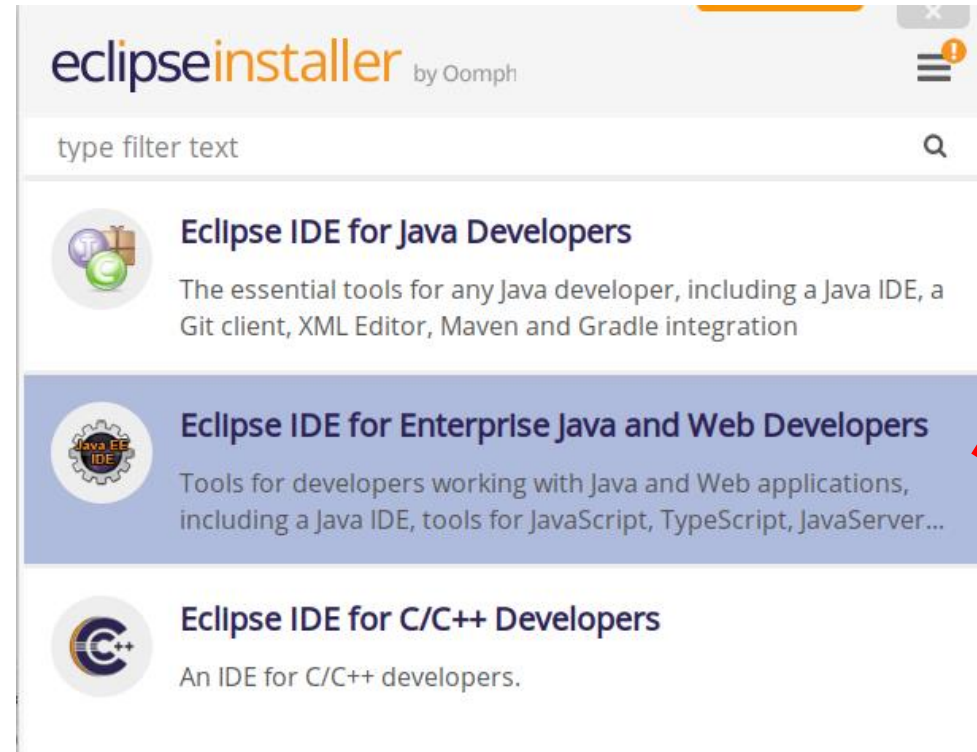 eclipseinstaller by Oomph
type filter text
Eclipse IDE for Java Developers
The essential tools for any Java developer, including a Java IDE, a
Git client, XML Editor, Maven and Gradle integration
Java EE
IDE
Eclipse IDE for Enterprise Java and Web Developers
Tools for developers working with Java and Web applications,
including a Java IDE, tools for JavaScript, TypeScript, JavaServer...
C++
Eclipse IDE for C/C++ Developers
An IDE for C/C++ developers.